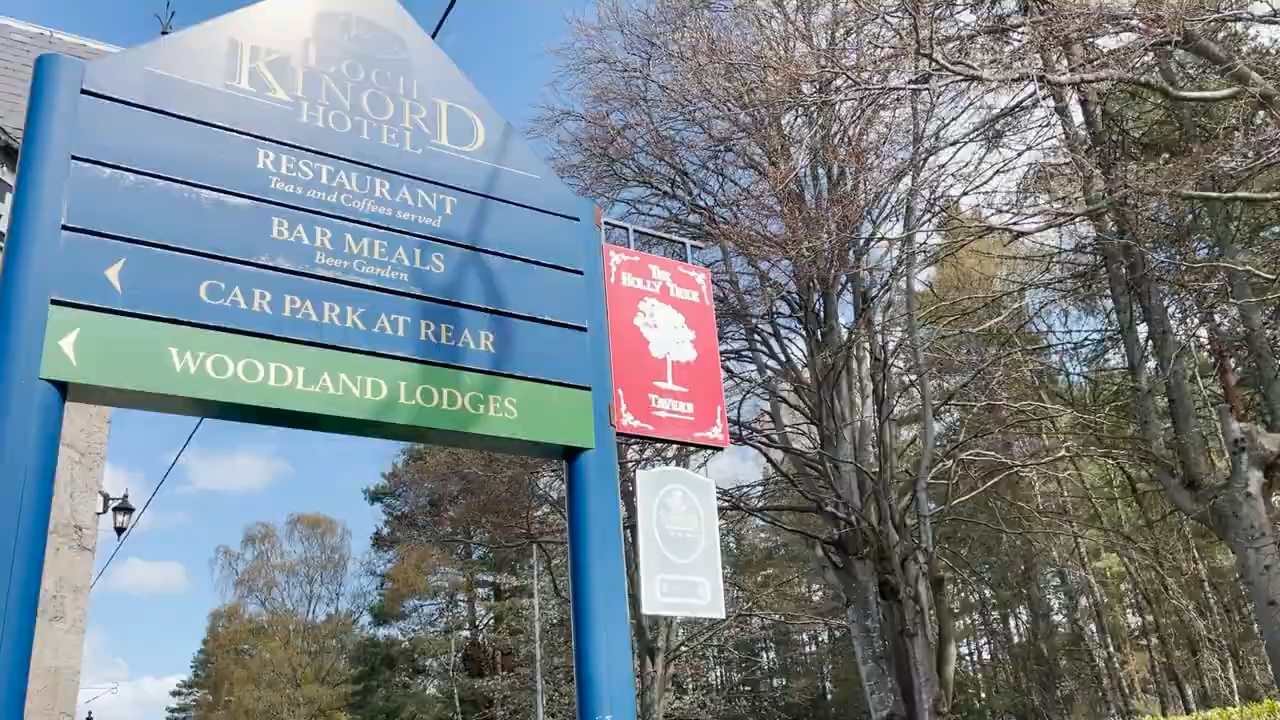 LOCH
KINORD
HOTEL
RESTAURANT
Teas and Coffees served
BAR MEALS
Beer Garden
CAR PARK AT REAR
WOODLAND LODGES
THE
HOLLY TREE
TAVERN